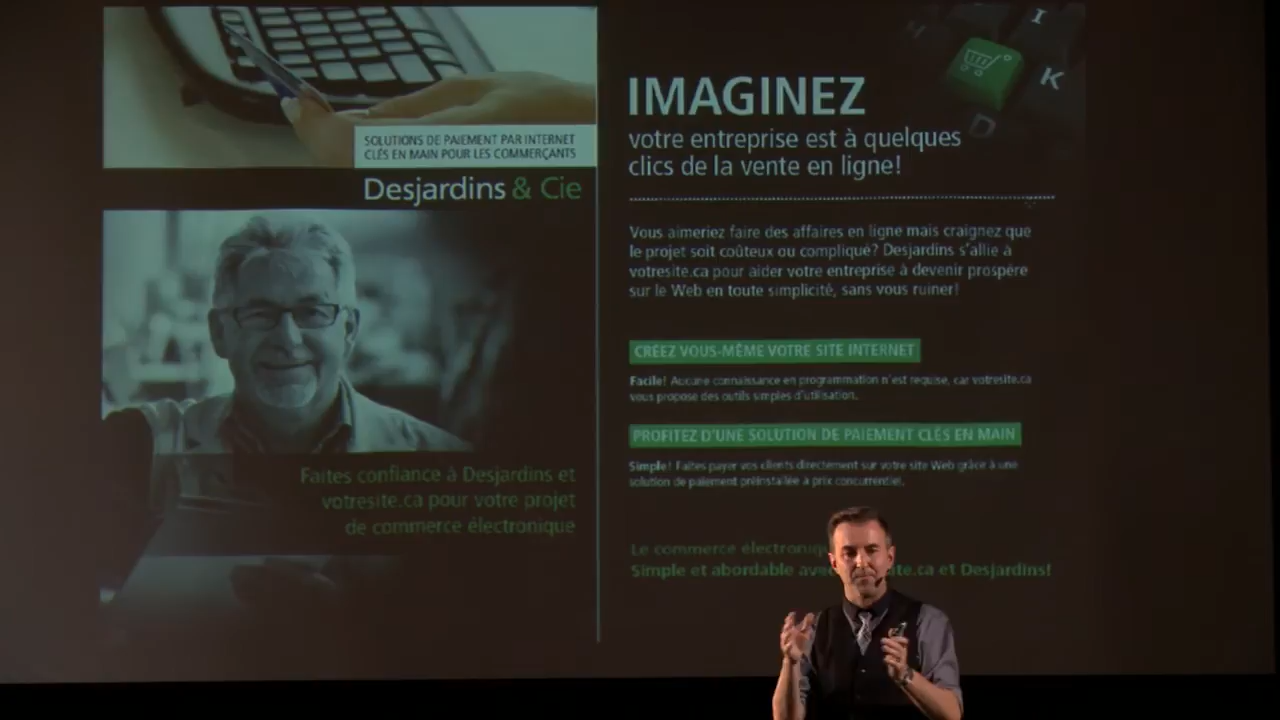 SOLUTIONS DE PAIEMENT PAR INTERNET
CLÉS EN MAIN POUR LES COMMERÇANTS
Desjardins & Cie
Faites confiance à Desjardins et
votresite.ca pour votre projet
de commerce électronique
I
K
D
IMAGINEZ
votre entreprise est à quelques
clics de la vente en ligne!
Vous aimeriez faire des affaires en ligne mais craignez que
le projet soit coûteux ou compliqué? Desjardins s'allie à
votresite.ca pour aider votre entreprise à devenir prospère
sur le Web en toute simplicité, sans vous ruiner!
CRÉEZ VOUS-MÊME VOTRE SITE INTERNET
Facile! Aucune connaissance en programmation n'est requise, car votresite.ca
vous propose des outils simples d'utilisation.
PROFITEZ D'UNE SOLUTION DE PAIEMENT CLÉS EN MAIN
Simple! Faites payer vos clients directement sur votre site Web grâce à une
solution de paiement préinstallée à prix concurrentiel.
Le commerce
Simple et abordable ite.ca et Desjardins!